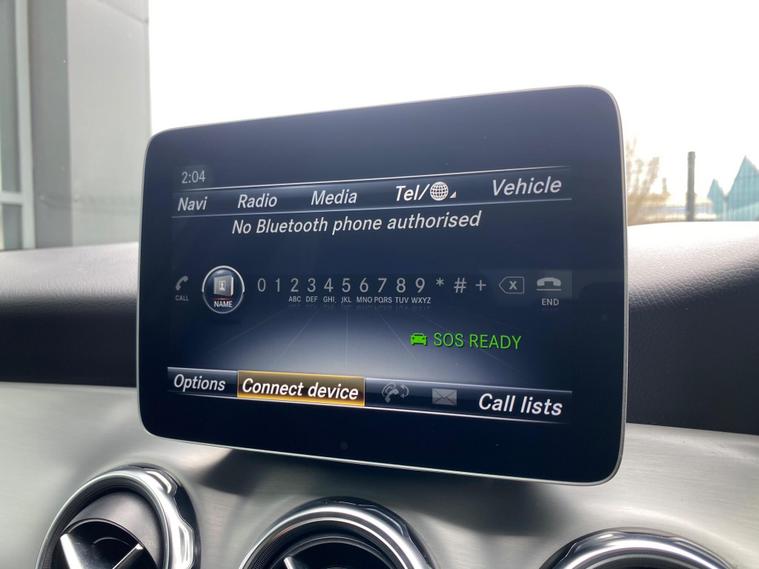 2:04
Navi Radio Media Tel/ Vehicle
No Bluetooth phone authorised
0 1 2 3 4 5 6 7 8 9 * # +
ABC DEF GHI JKL MNO PQRS TUV WXYZ
CALL NAME END
SOS READY
Options Connect device Call lists